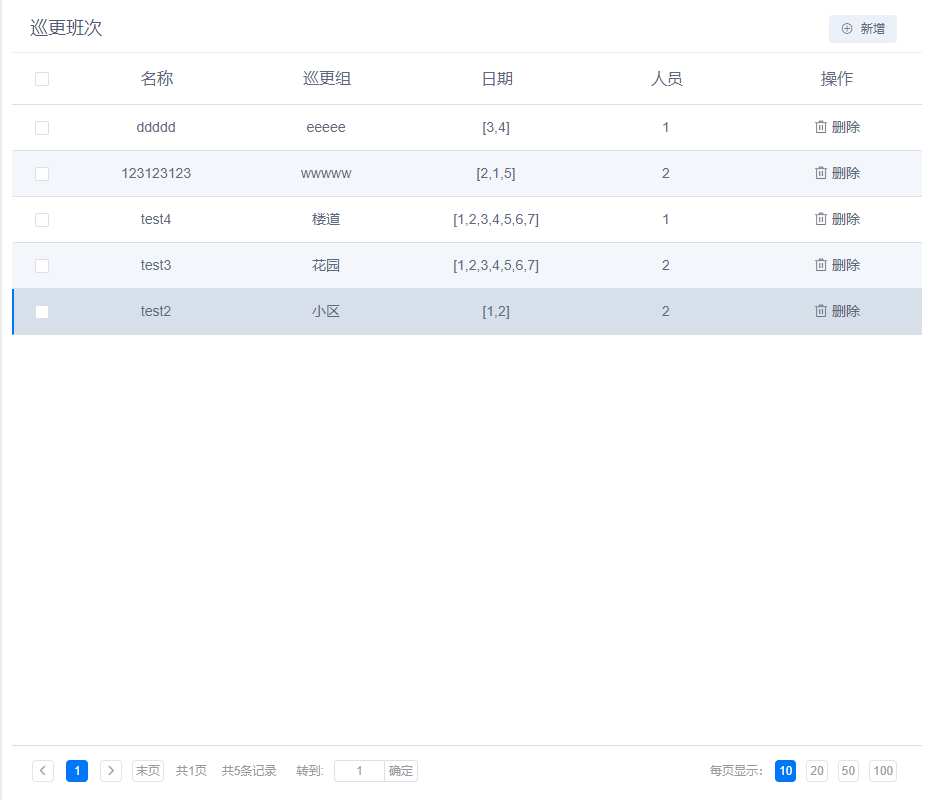 巡更班次 新增
名称 巡更组 日期 人员 操作
ddddd eeeee [3,4] 1 删除
123123123 wwwww [2,1,5] 2 删除
test4 楼道 [1,2,3,4,5,6,7] 1 删除
test3 花园 [1,2,3,4,5,6,7] 2 删除
test2 小区 [1,2] 2 删除
1 末页 共1页 共5条记录 转到: 1 确定 每页显示: 10 20 50 100